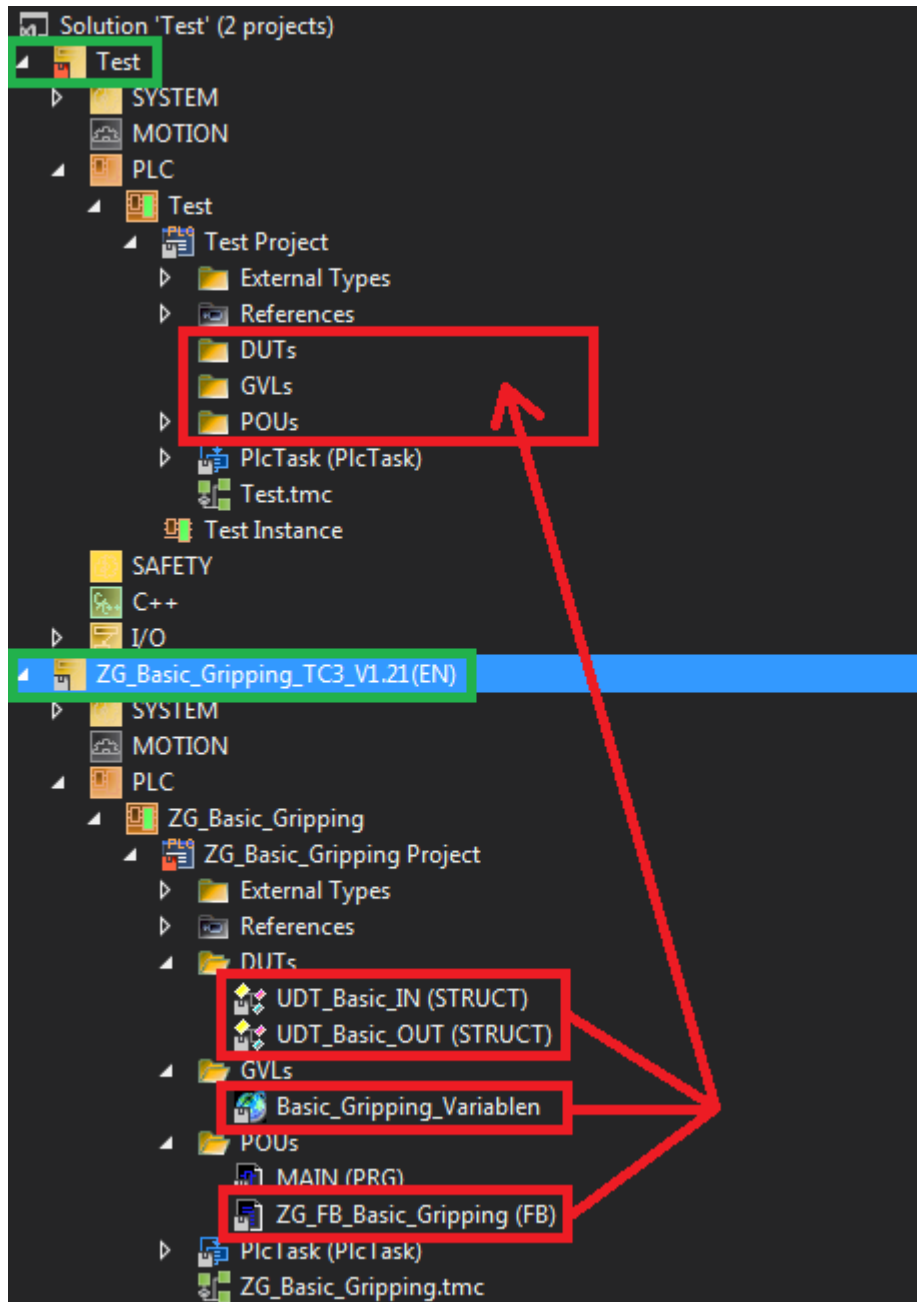 Solution 'Test' (2 projects)
Test
SYSTEM
MOTION
PLC
Test
Test Project
External Types
References
DUTs
GVLs
POUs
PlcTask (PlcTask)
Test.tmc
Test Instance
SAFETY
C++
I/O
ZG_Basic_Gripping_TC3_V1.21(EN)
SYSTEM
MOTION
PLC
ZG_Basic_Gripping
ZG_Basic_Gripping Project
External Types
References
DUTs
UDT_Basic_IN (STRUCT)
UDT_Basic_OUT (STRUCT)
GVLs
Basic_Gripping_Variablen
POUs
MAIN (PRG)
ZG_FB_Basic_Gripping (FB)
PlcTask (PlcTask)
ZG_Basic_Gripping.tmc